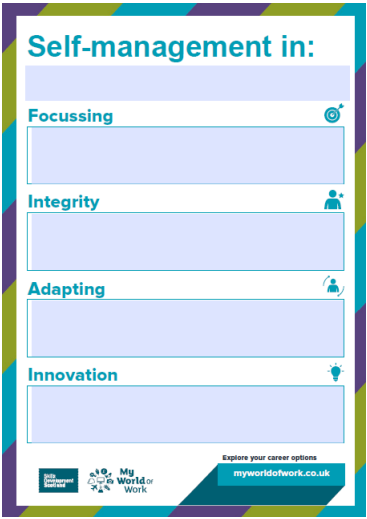 Self-management in:
Focussing
Integrity
Adapting
Innovation
Explore your career options
myworldofwork.co.uk
Skills
Development
Scotland
My
World OF
Work